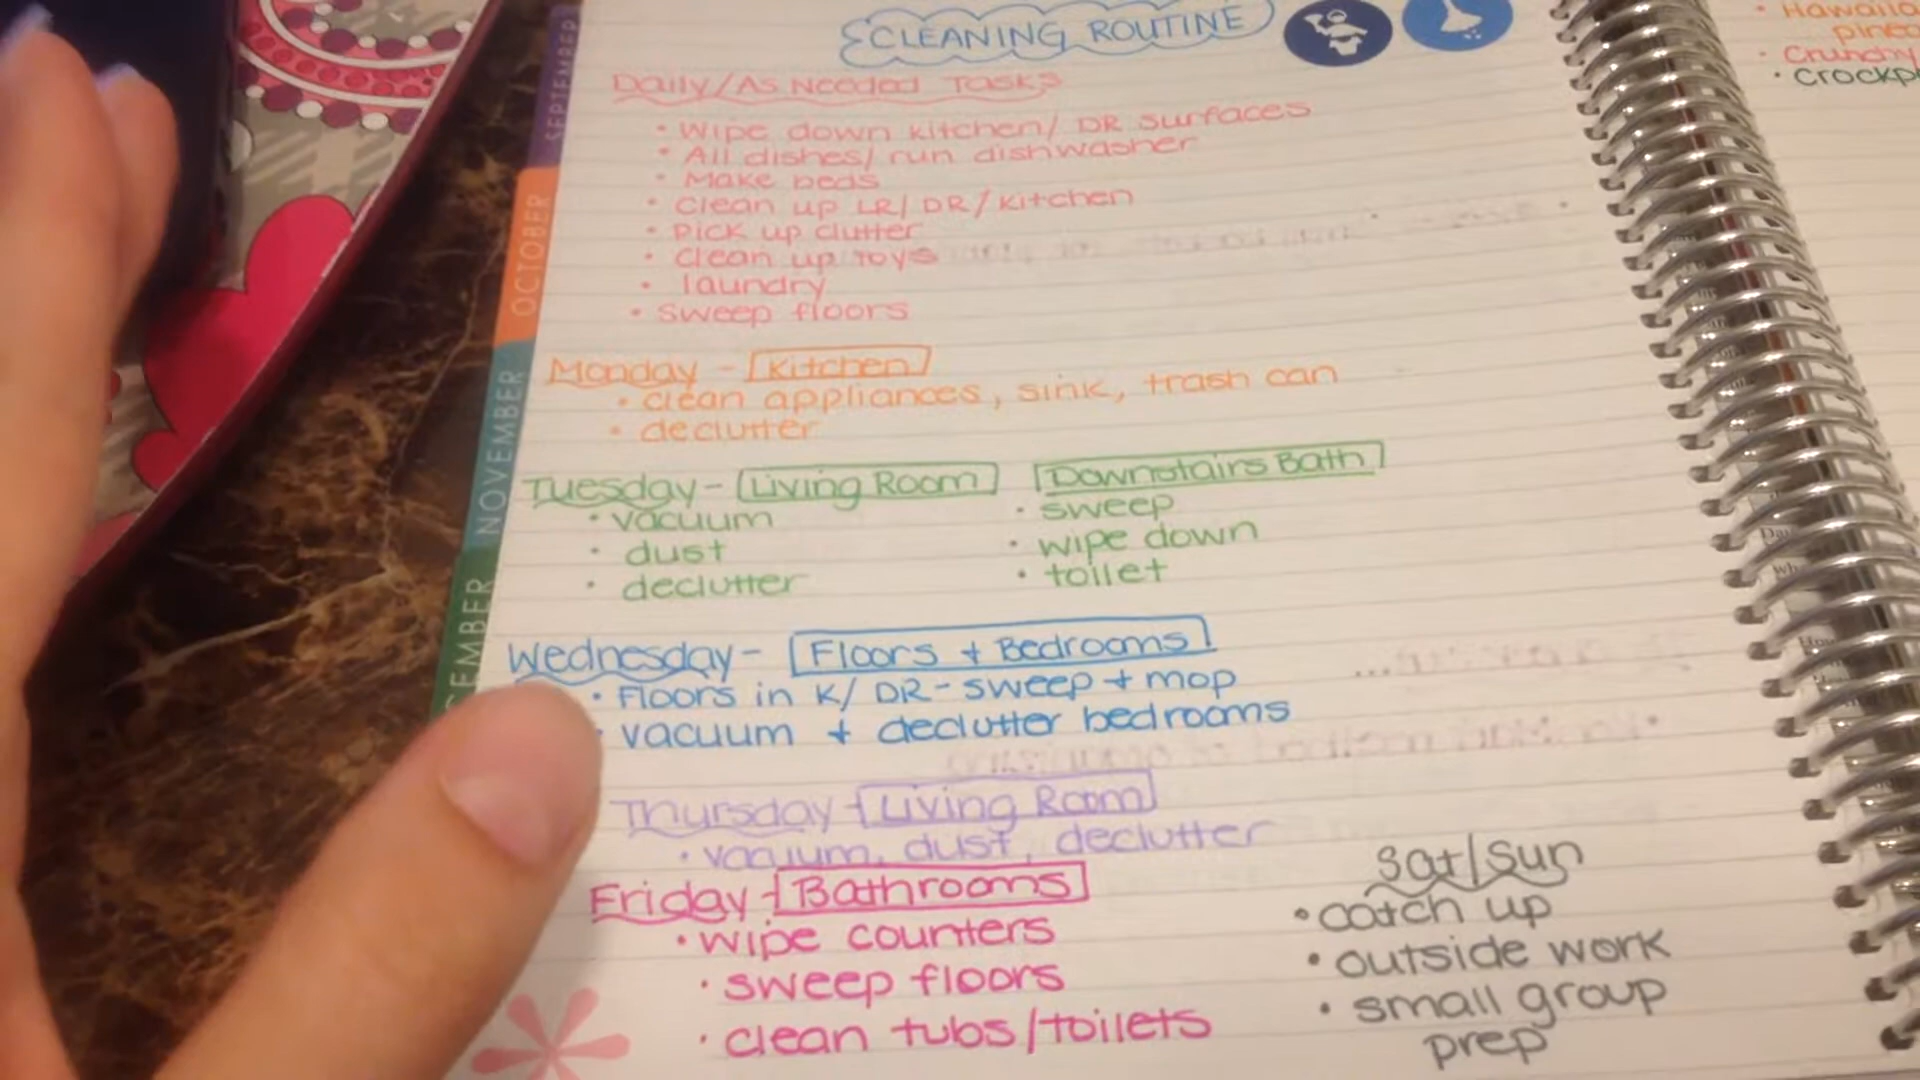 CLEANING ROUTINE
Daily/As Needed Tasks
• Wipe down kitchen/ DR surfaces
• All dishes/ run dishwasher
• Make beds
• Clean up LR/ DR/kitchen
• Pick up clutter
• Clean up toys
• laundry
• Sweep floors
Monday - Kitchen
• clean appliances, sink, trash can
• declutter
Tuesday - Living Room Downstairs Bath
• vacuum • sweep
• dust • wipe down
• declutter • toilet
Wednesday - Floors + Bedrooms
• Floors in K/ DR - sweep + mop
• vacuum + declutter bedrooms
Thursday - Living Room
• vacuum, dust, declutter
Friday - Bathrooms
• wipe counters
• sweep floors
• clean tubs/toilets
Sat/Sun
• catch up
• outside work
• small group
prep
SEPTEMBER
OCTOBER
NOVEMBER
EMBER
• Crunchy
• Crockp